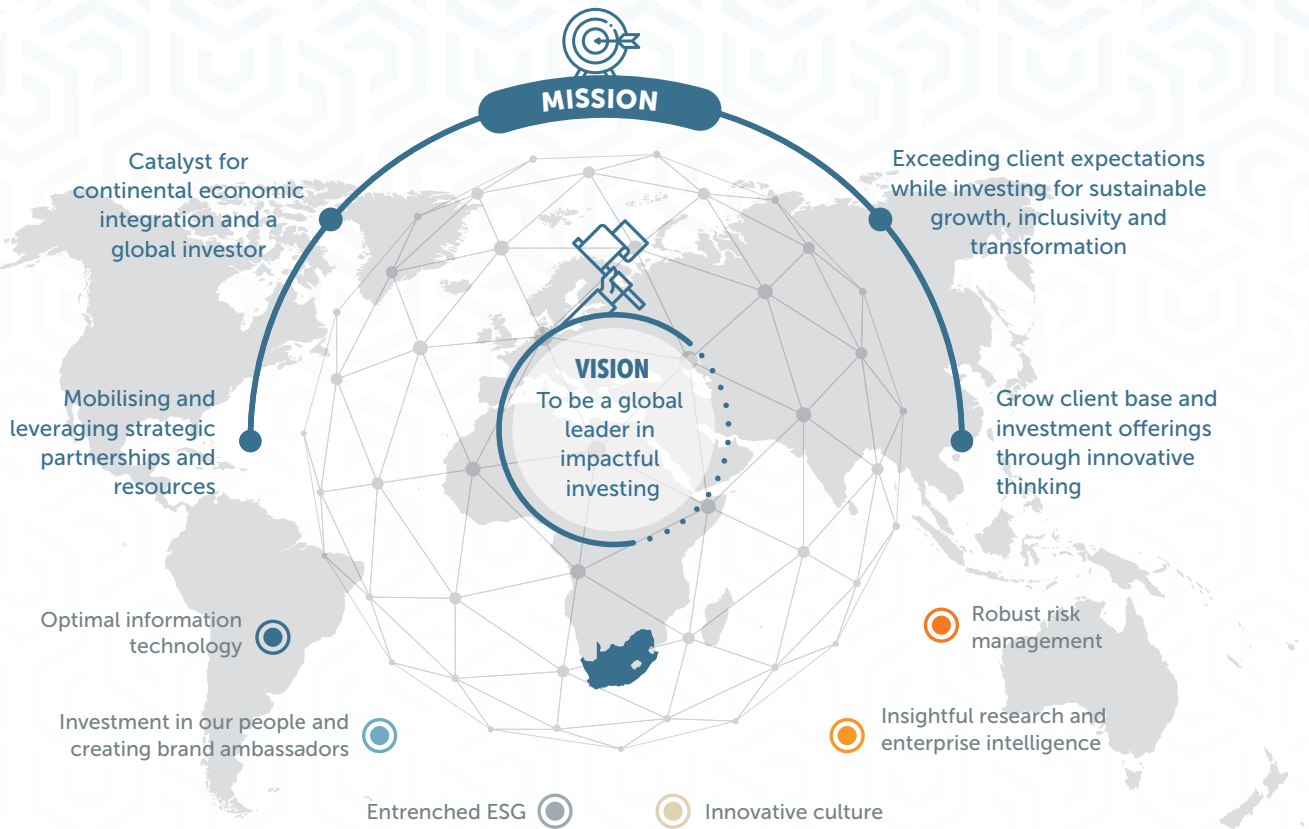 MISSION
Catalyst for
continental economic
integration and a
global investor
Exceeding client expectations
while investing for sustainable
growth, inclusivity and
transformation
Mobilising and
leveraging strategic
partnerships and
resources
VISION
To be a global
leader in
impactful
investing
Grow client base and
investment offerings
through innovative
thinking
Optimal information
technology
Robust risk
management
Investment in our people and
creating brand ambassadors
Insightful research and
enterprise intelligence
Entrenched ESG
Innovative culture